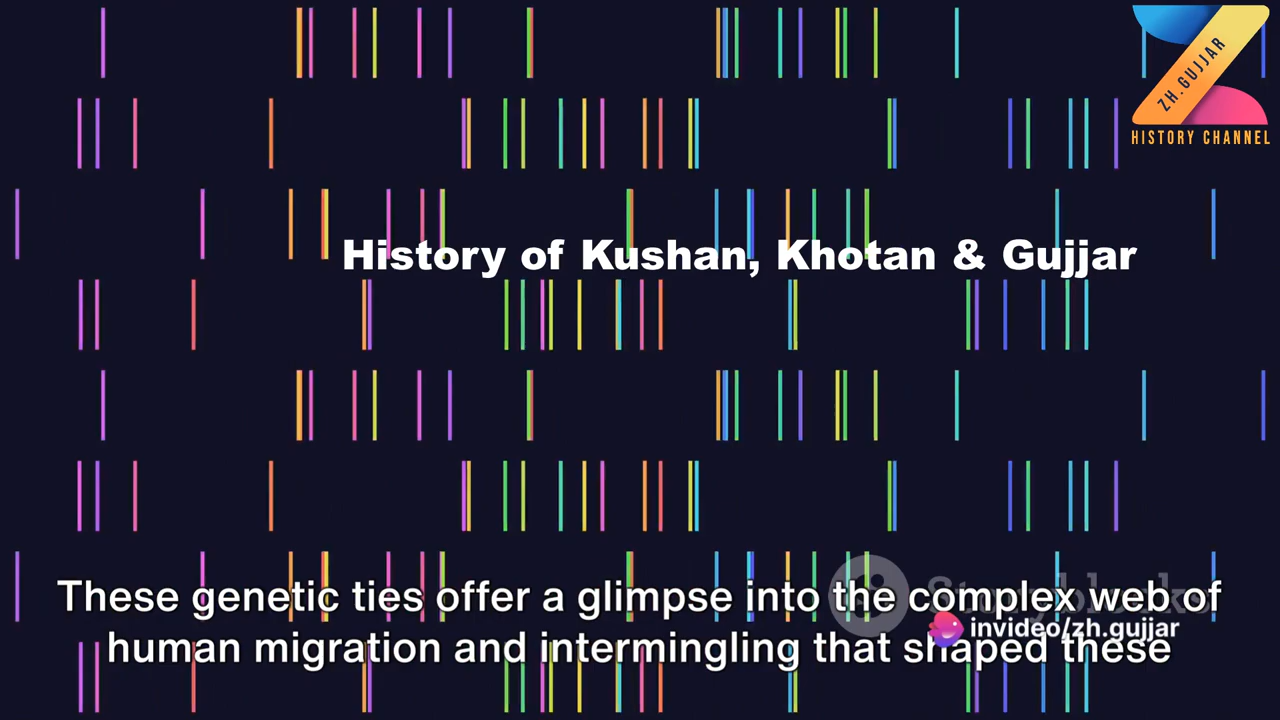 ZH.GUJJAR
HISTORY CHANNEL
History of Kushan, Khotan & Gujjar
These genetic ties offer a glimpse into the complex web of
Storyblocks
invideo/zh.gujjar
human migration and intermingling that shaped these